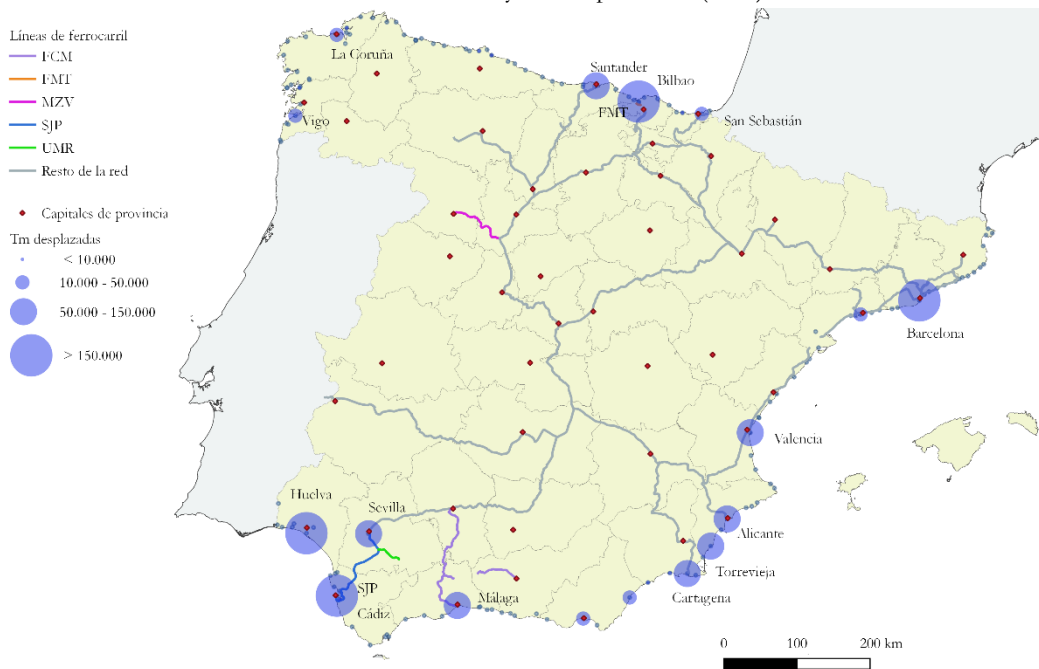 Líneas de ferrocarril
FCM
FMT
MZV
SJP
UMR
Resto de la red
Capitales de provincia
Tm desplazadas
< 10.000
10.000 - 50.000
50.000 - 150.000
> 150.000
La Coruña
Santander
Bilbao
FMT
San Sebastián
Vigo
Barcelona
Valencia
Huelva
Sevilla
Alicante
Torrevieja
SJP
Cádiz
Málaga
Cartagena
0 100 200 km